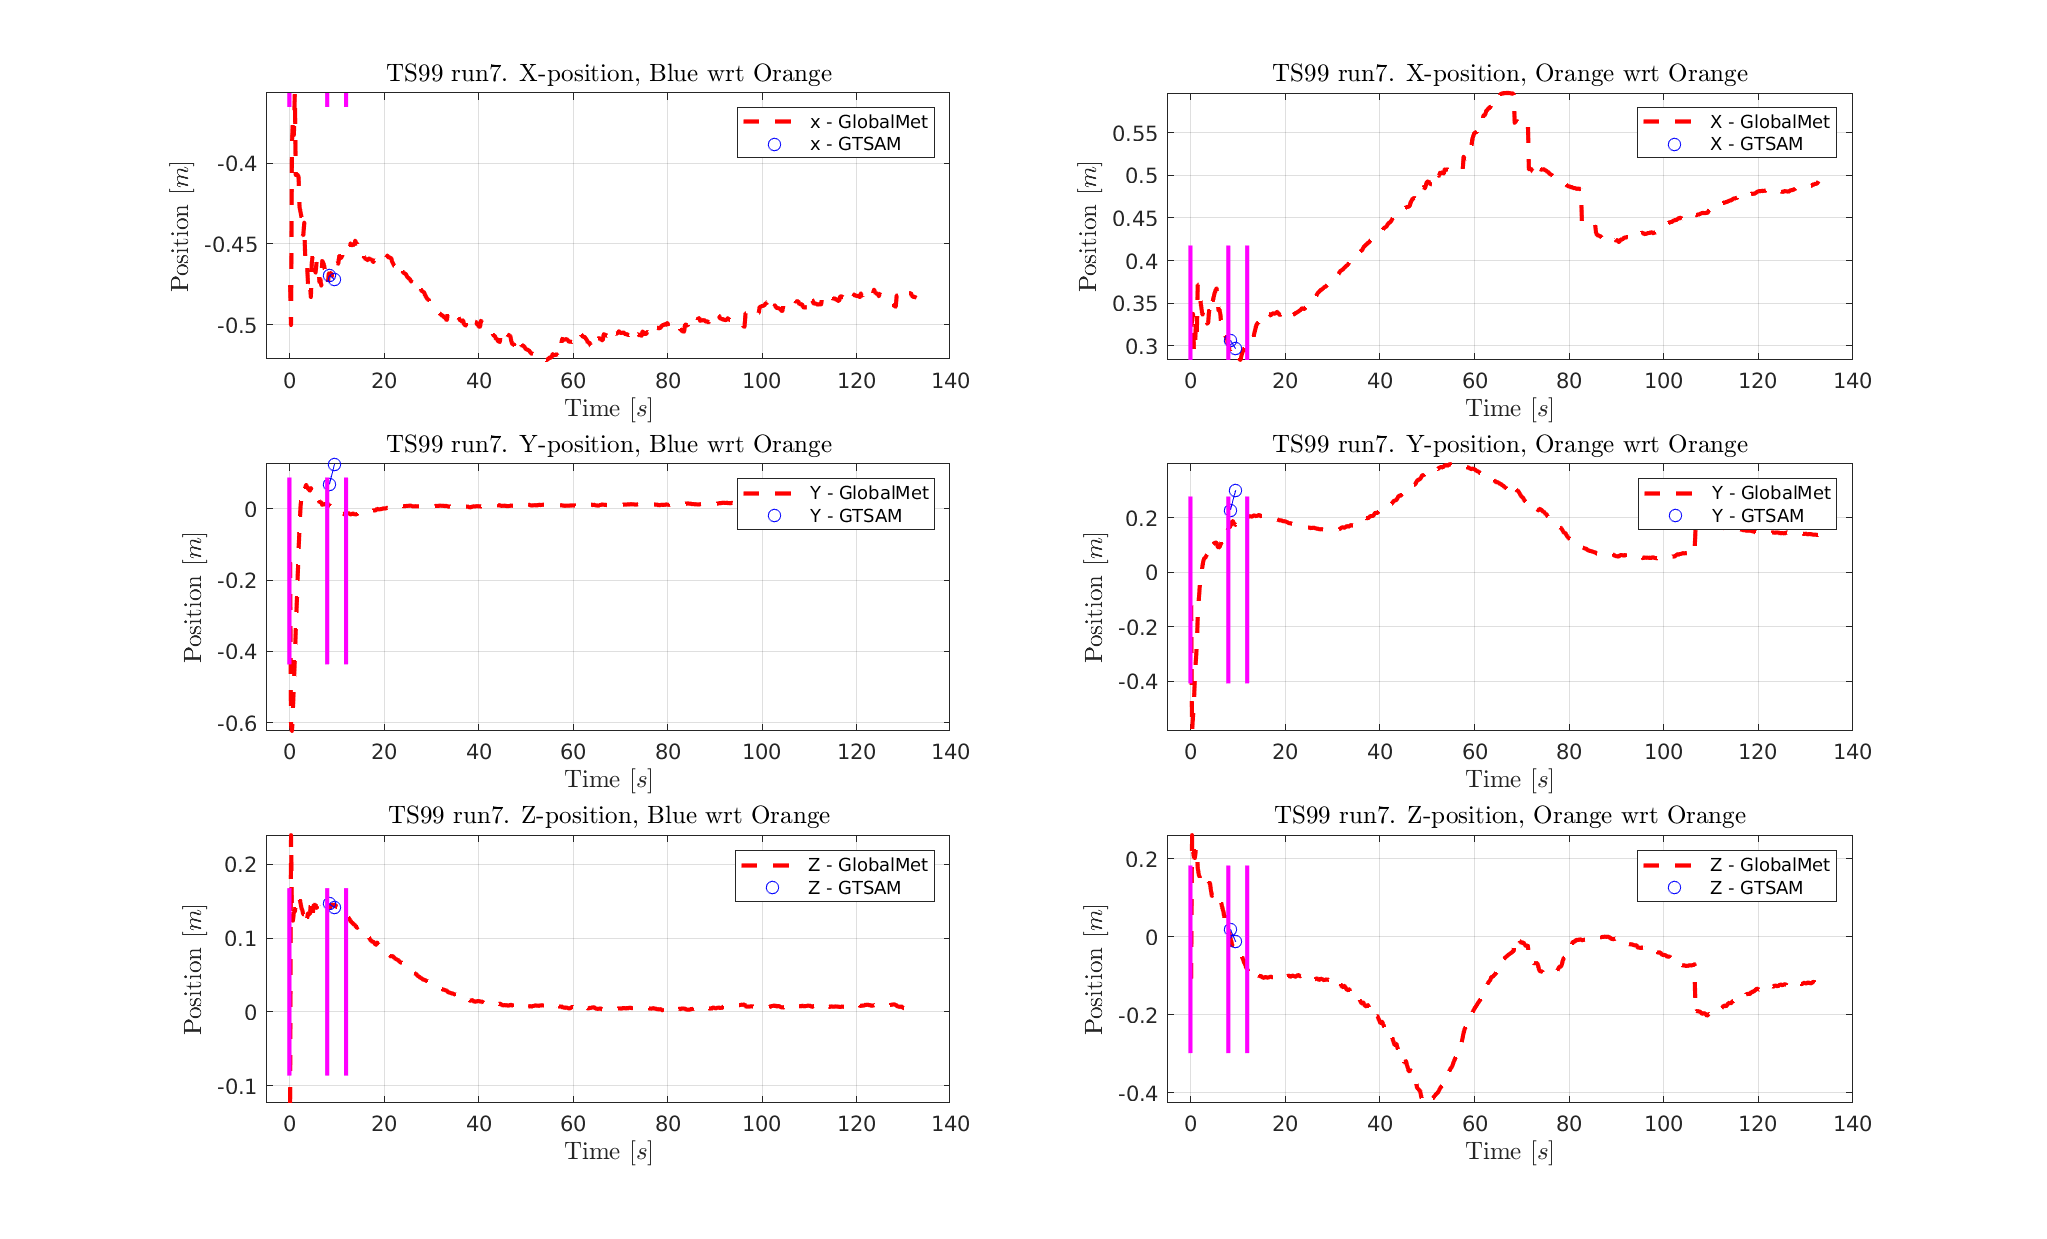 TS99 run7. X-position, Blue wrt Orange
x - GlobalMet
x - GTSAM
Position [m]
-0.4
-0.45
-0.5
0 20 40 60 80 100 120 140
Time [s]
TS99 run7. X-position, Orange wrt Orange
X - GlobalMet
X - GTSAM
Position [m]
0.55
0.5
0.45
0.4
0.35
0.3
0 20 40 60 80 100 120 140
Time [s]
TS99 run7. Y-position, Blue wrt Orange
Y - GlobalMet
Y - GTSAM
Position [m]
0
-0.2
-0.4
-0.6
0 20 40 60 80 100 120 140
Time [s]
TS99 run7. Y-position, Orange wrt Orange
Y - GlobalMet
Y - GTSAM
Position [m]
0.2
0
-0.2
-0.4
0 20 40 60 80 100 120 140
Time [s]
TS99 run7. Z-position, Blue wrt Orange
Z - GlobalMet
Z - GTSAM
Position [m]
0.2
0.1
0
-0.1
0 20 40 60 80 100 120 140
Time [s]
TS99 run7. Z-position, Orange wrt Orange
Z - GlobalMet
Z - GTSAM
Position [m]
0.2
0
-0.2
-0.4
0 20 40 60 80 100 120 140
Time [s]